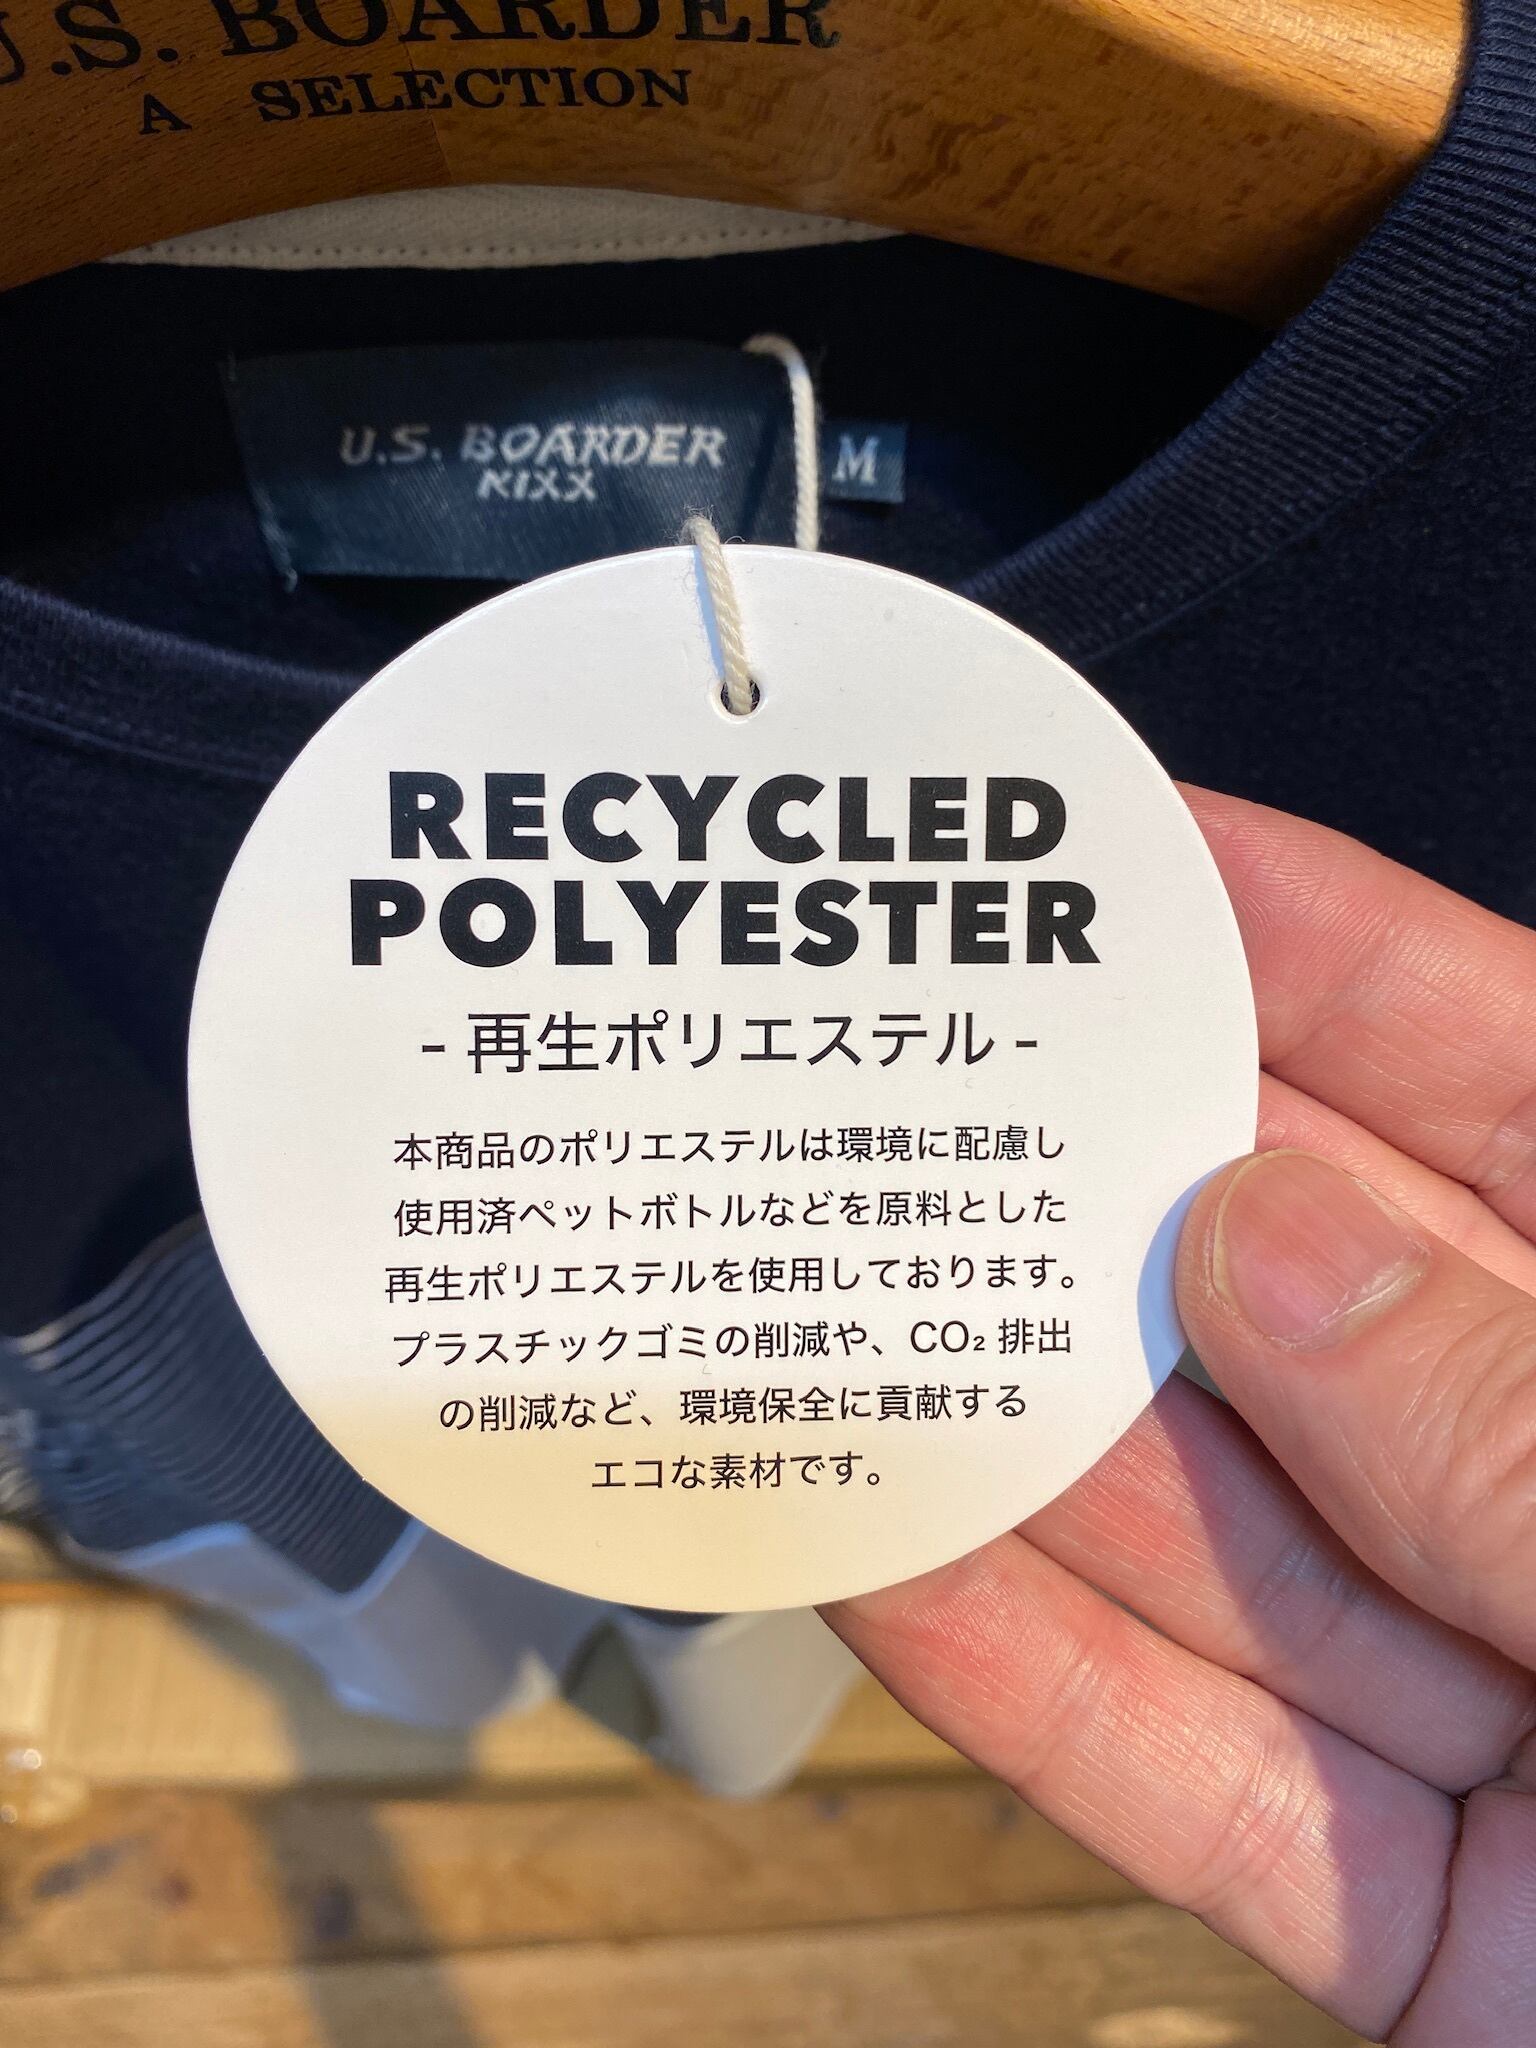 U.S. BOARDER
A SELECTION
U.S. BOARDER
NIXX
M
RECYCLED
POLYESTER
- 再生ポリエステル -
本商品のポリエステルは環境に配慮し
使用済ペットボトルなどを原料とした
再生ポリエステルを使用しております。
プラスチックゴミの削減や、CO₂ 排出
の削減など、環境保全に貢献する
エコな素材です。